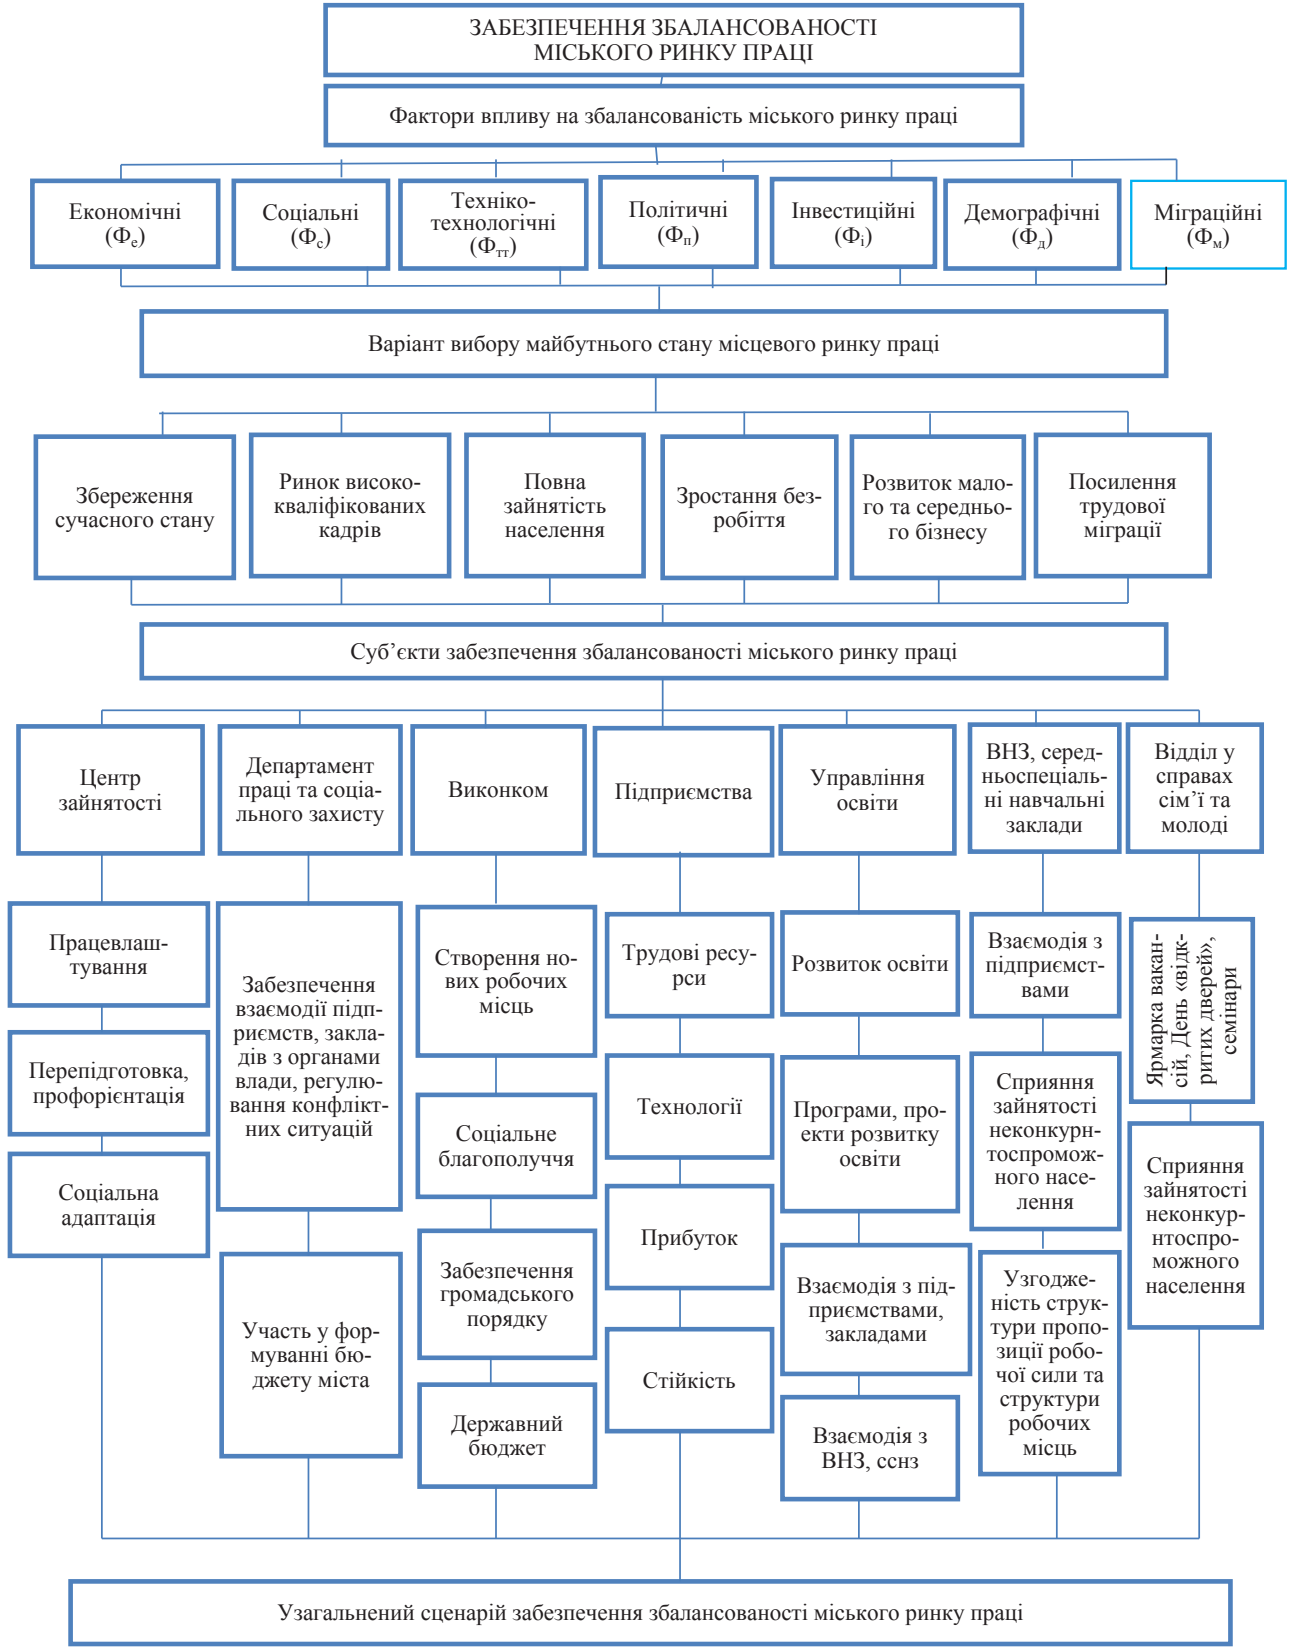 ЗАБЕЗПЕЧЕННЯ ЗБАЛАНСОВАНОСТІ
МІСЬКОГО РИНКУ ПРАЦІ
Фактори впливу на збалансованість міського ринку праці
Економічні
(Фе)
Соціальні
(Фс)
Техніко-
технологічні
(Фтт)
Політичні
(Фп)
Інвестиційні
(Фі)
Демографічні
(Фд)
Міграційні
(Фм)
Варіант вибору майбутнього стану місцевого ринку праці
Збереження
сучасного стану
Ринок високо-
кваліфікованих
кадрів
Повна
зайнятість
населення
Зростання без-
робіття
Розвиток мало-
го та середньо-
го бізнесу
Посилення
трудової
міграції
Суб’єкти забезпечення збалансованості міського ринку праці
Центр
зайнятості
Департамент
праці та соціа-
льного захисту
Виконком
Підприємства
Управління
освіти
ВНЗ, серед-
ньоспеціаль-
ні навчальні
заклади
Відділ у
справах
сім’ї та
молоді
Працевлаш-
тування
Перепідготовка,
профорієнтація
Соціальна
адаптація
Забезпечення
взаємодії підп-
риємств, закла-
дів з органами
влади, регулю-
вання конфлікт-
них ситуацій
Участь у фор-
муванні бю-
джету міста
Створення но-
вих робочих
місць
Соціальне
благополуччя
Забезпечення
громадського
порядку
Державний
бюджет
Трудові ресу-
рси
Технології
Прибуток
Стійкість
Розвиток освіти
Програми, про-
екти розвитку
освіти
Взаємодія з під-
приємствами,
закладами
Взаємодія з
ВНЗ, сснз
Взаємодія з
підприємст-
вами
Сприяння
зайнятості
неконкурн-
тоспромож-
ного насе-
лення
Узгодже-
ність струк-
тури пропо-
зиції робо-
чої сили та
структури
робочих
місць
Ярмарка вакан-
сій, День «відк-
ритих дверей»,
семінари
Сприяння
зайнятості
неконкур-
нтоспро-
можного
населення
Узагальнений сценарій забезпечення збалансованості міського ринку праці